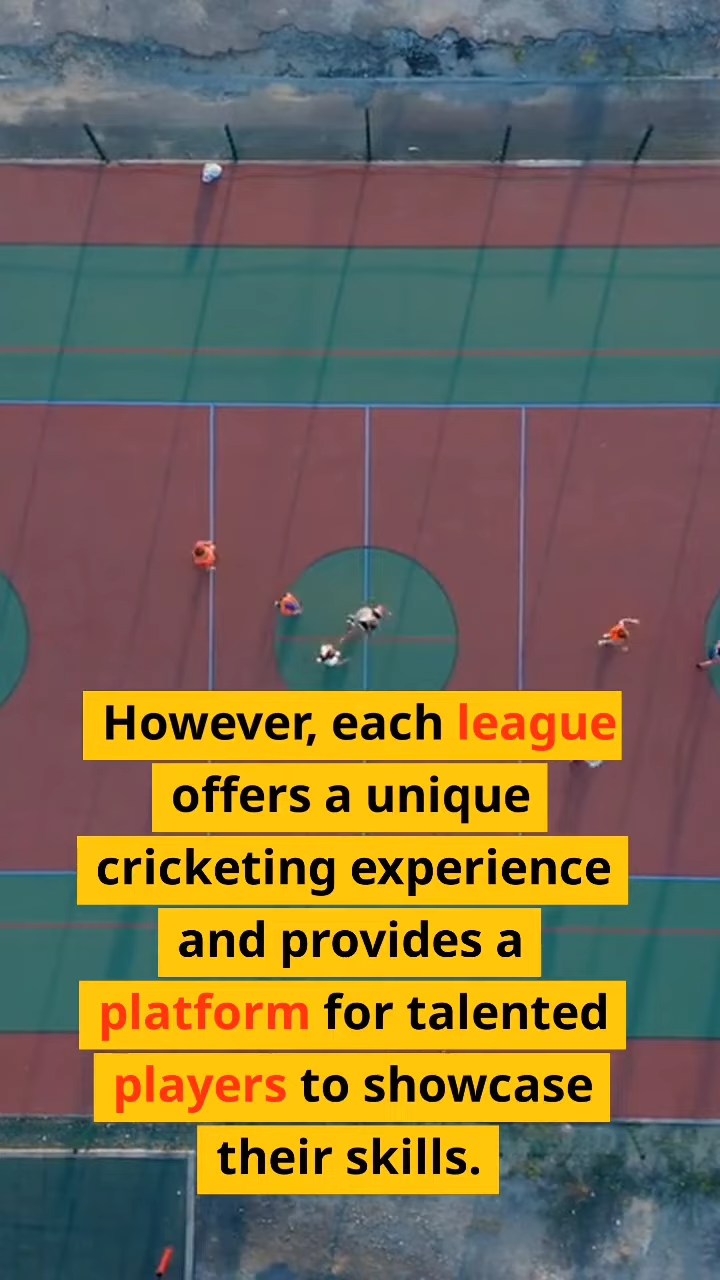 However, each league
offers a unique
cricketing experience
and provides a
platform for talented
players to showcase
their skills.